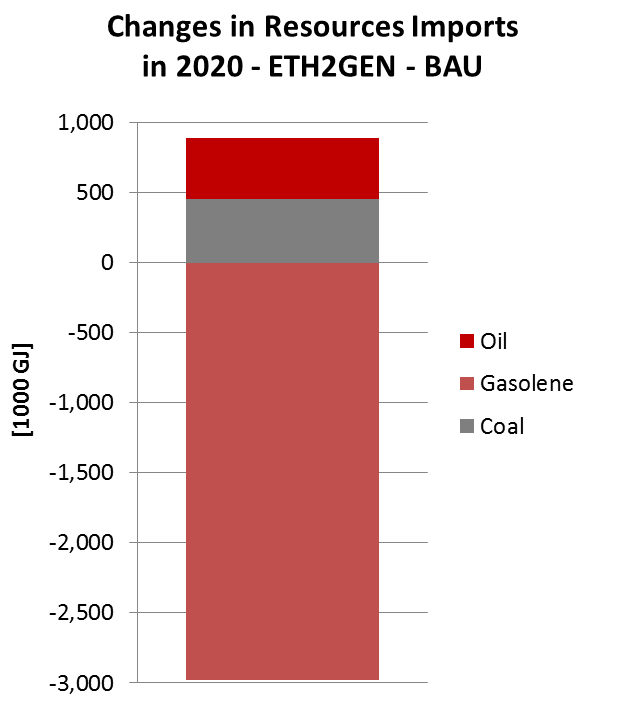 Changes in Resources Imports
in 2020 - ETH2GEN - BAU
1,000
500
0
-500
-1,000
-1,500
-2,000
-2,500
-3,000
[1000 GJ]
Oil
Gasolene
Coal